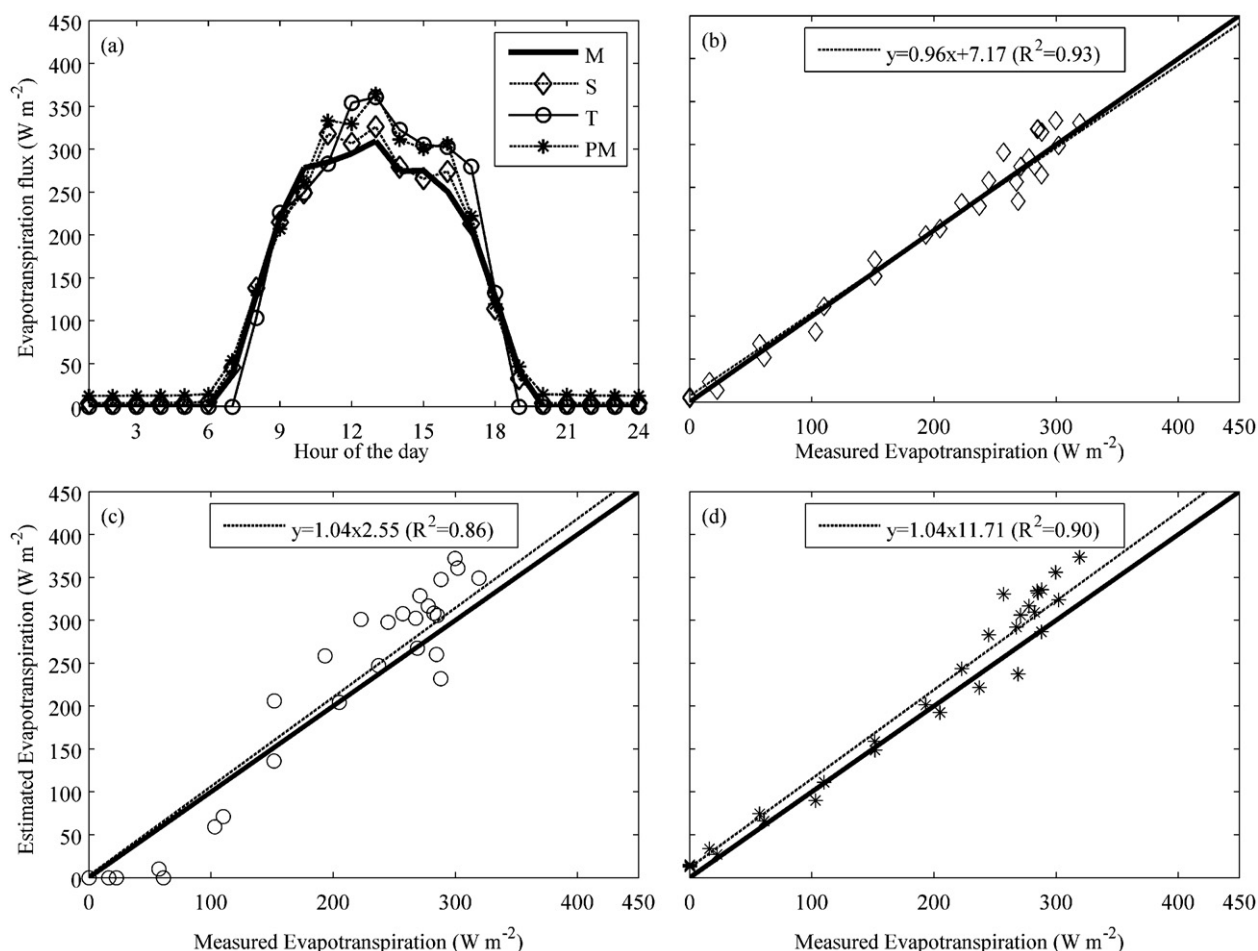 (a)
M
S
T
PM
Evapotranspiration flux (W m-2)
450
400
350
300
250
200
150
100
50
0
3 6 9 12 15 18 21 24
Hour of the day
(b)
y=0.96x+7.17 (R2=0.93)
0 100 200 300 450
Measured Evapotranspiration (W m-2)
(c)
y=1.04x2.55 (R2=0.86)
Estimated Evapotranspiration (W m-2)
450
400
350
300
250
200
150
100
50
0
0 100 200 300 450
Measured Evapotranspiration (W m-2)
(d)
y=1.04x11.71 (R2=0.90)
0 100 200 300 450
Measured Evapotranspiration (W m-2)